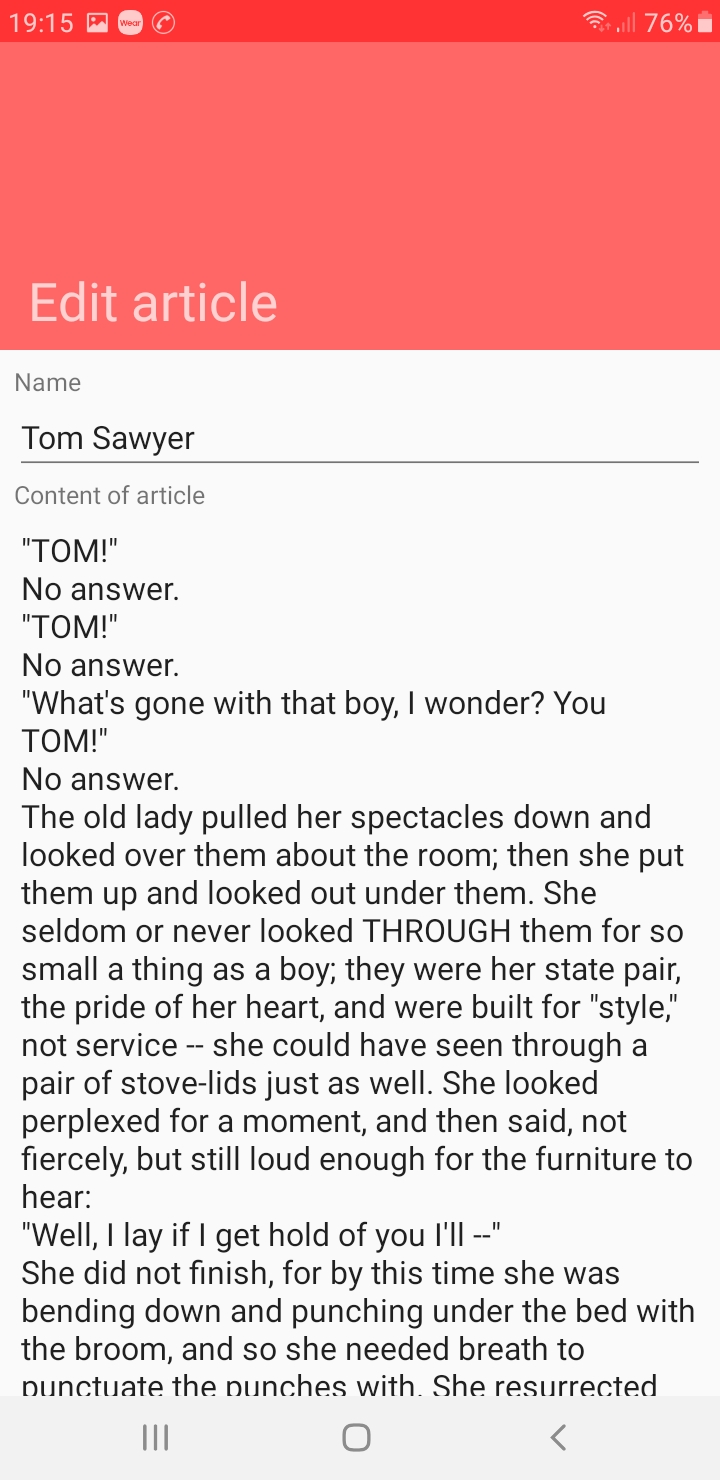 19:15 Wear 76%
Edit article
Name
Tom Sawyer
Content of article
"TOM!"
No answer.
"TOM!"
No answer.
"What's gone with that boy, I wonder? You
TOM!"
No answer.
The old lady pulled her spectacles down and
looked over them about the room; then she put
them up and looked out under them. She
seldom or never looked THROUGH them for so
small a thing as a boy; they were her state pair,
the pride of her heart, and were built for "style,"
not service -- she could have seen through a
pair of stove-lids just as well. She looked
perplexed for a moment, and then said, not
fiercely, but still loud enough for the furniture to
hear:
"Well, I lay if I get hold of you I'll --"
She did not finish, for by this time she was
bending down and punching under the bed with
the broom, and so she needed breath to
punctuate the punches with. She resurrected